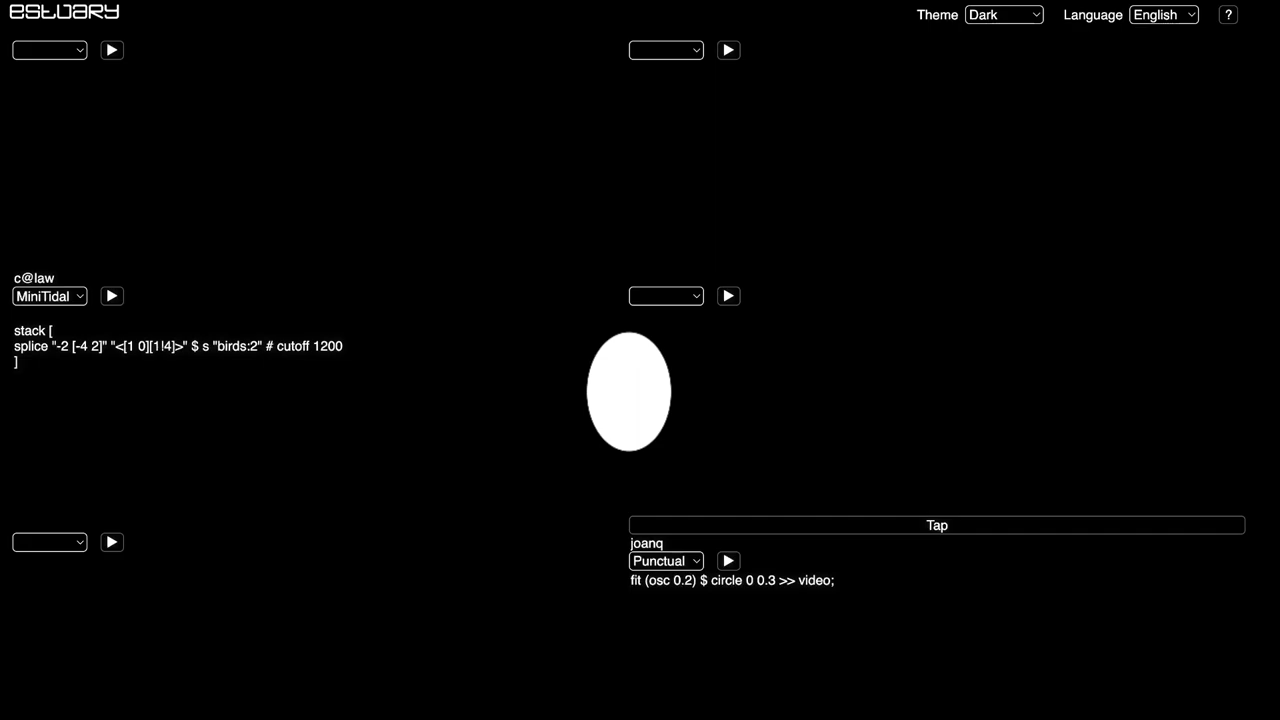 estuary
Theme Dark Language English ?
c@law
MiniTidal
stack [
splice "-2 [-4 2]" "<[1 0][1!4]>" $ s "birds:2" # cutoff 1200
]
Tap
joanq
Punctual
fit (osc 0.2) $ circle 0 0.3 >> video;